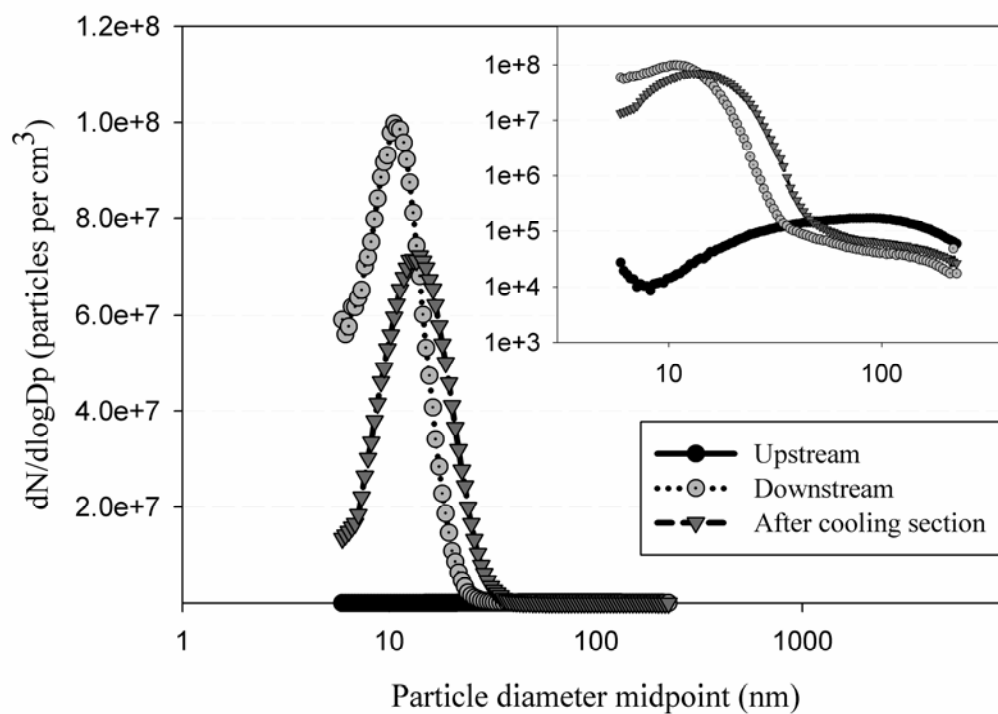 dN/dlogDp (particles per cm3)
1.2e+8
1.0e+8
8.0e+7
6.0e+7
4.0e+7
2.0e+7
1
10
100
1000
Particle diameter midpoint (nm)
1e+8
1e+7
1e+6
1e+5
1e+4
1e+3
10
100
Upstream
Downstream
After cooling section